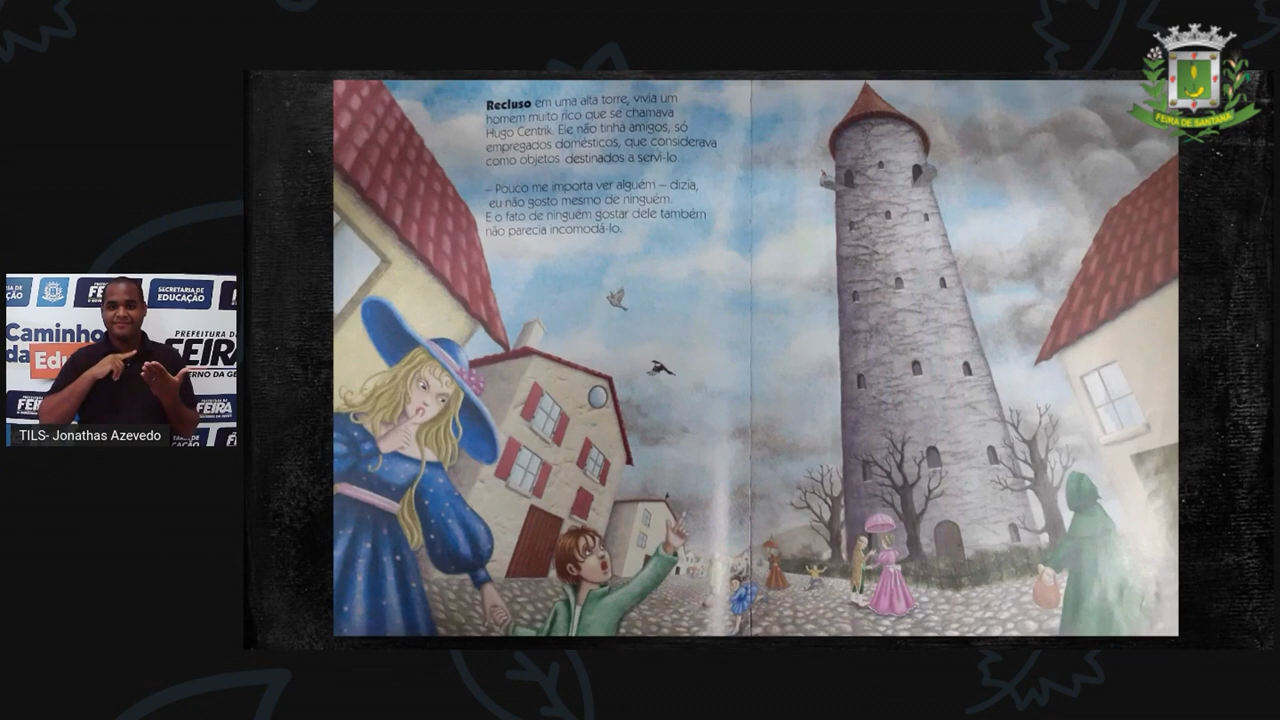 Recluso em uma alta torre, vivia um
homem muito rico que se chamava
Hugo Centrik. Ele não tinha amigos, só
empregados domésticos, que considerava
como objetos destinados a servi-lo.
– Pouco me importa ver alguém – dizia,
eu não gosto mesmo de ninguém.
E o fato de ninguém gostar dele também
não parecia incomodá-lo.
FEIRA DE SANTANA
SECRETARIA DE
EDUCAÇÃO
Caminho
da Edu
PREFEITURA D
FEIRA
TILS- Jonathas Azevedo